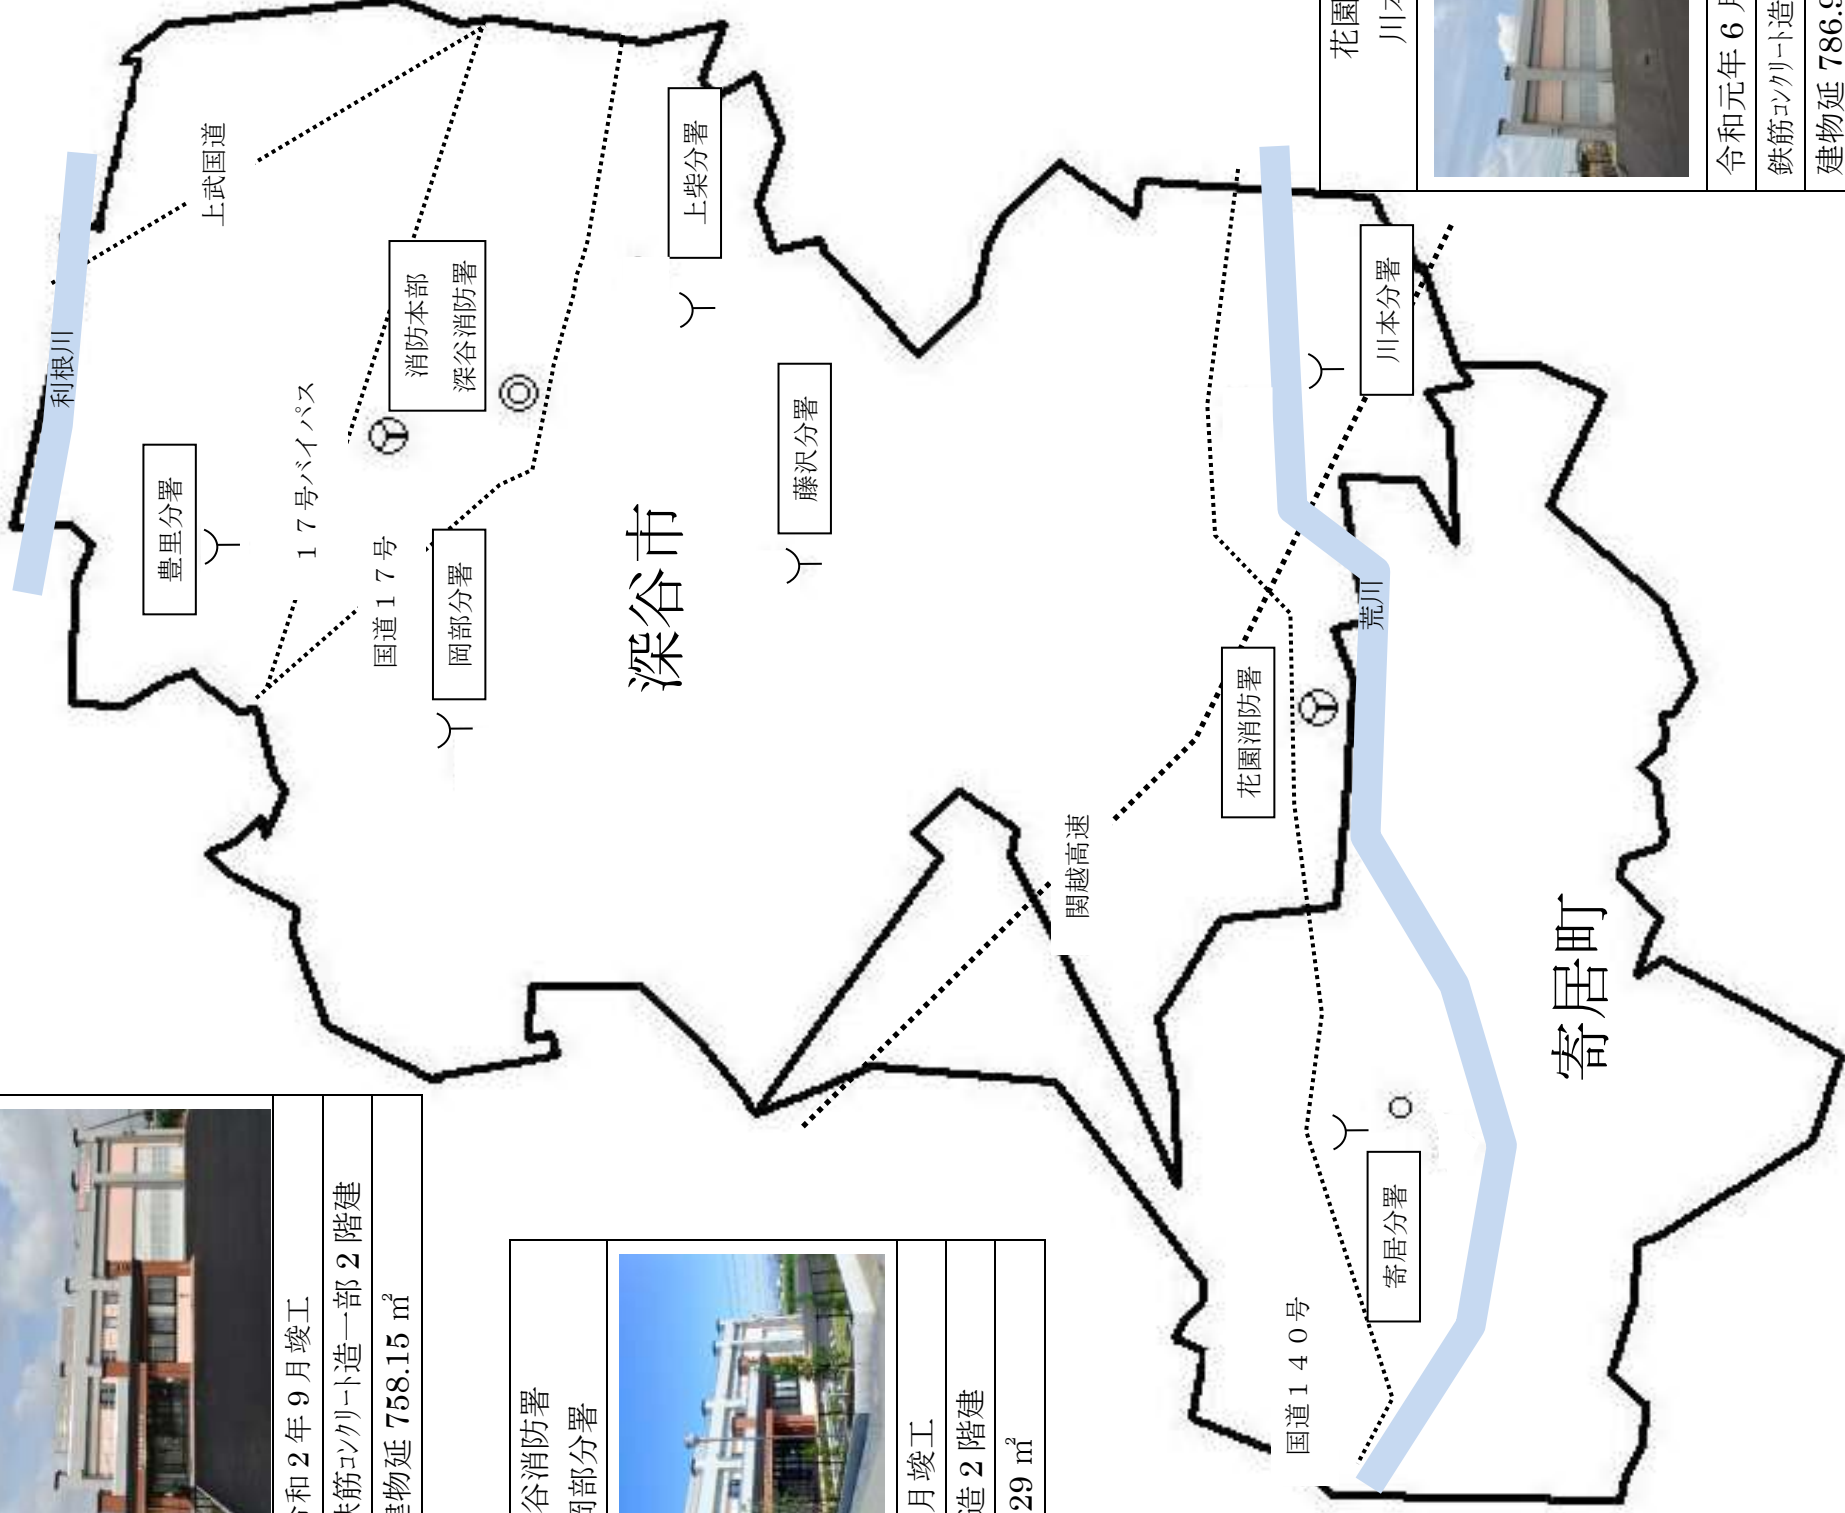 利根川
上武国道
１７号バイパス
国道１７号
豊里分署
消防本部
深谷消防署
岡部分署
上柴分署
藤沢分署
深谷市
関越高速
花園消防署
川本分署
荒川
寄居町
寄居分署
国道１４０号
和２年９月竣工
鉄筋ｺﾝｸﾘｰﾄ造一部２階建
建物延 758.15 ㎡
谷消防署
岡部分署
月竣工
造２階建
29 ㎡
花園
川本
令和元年６月
鉄筋ｺﾝｸﾘｰﾄ造
建物延 786.9